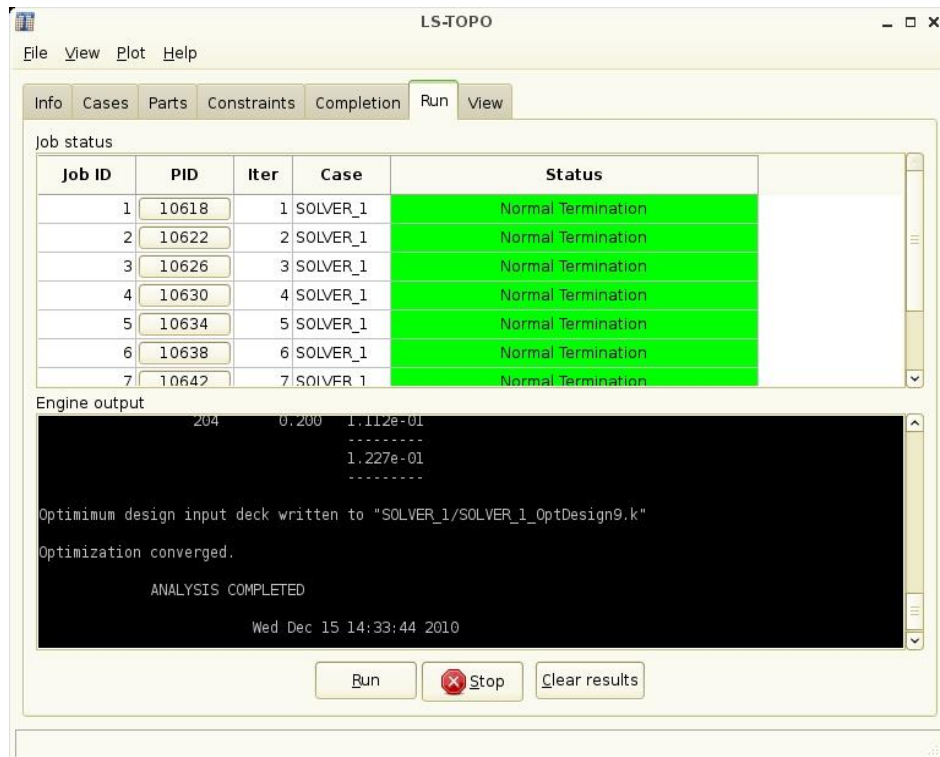 LS-TOPO
File View Plot Help
Info Cases Parts Constraints Completion Run View
Job status
Job ID PID Iter Case Status
1 10618 1 SOLVER_1 Normal Termination
2 10622 2 SOLVER_1 Normal Termination
3 10626 3 SOLVER_1 Normal Termination
4 10630 4 SOLVER_1 Normal Termination
5 10634 5 SOLVER_1 Normal Termination
6 10638 6 SOLVER_1 Normal Termination
7 10642 7 SOLVER_1 Normal Termination
Engine output
204 0.200 1.112e-01
---------
1.227e-01
---------
Optimimum design input deck written to "SOLVER_1/SOLVER_1_OptDesign9.k"
Optimization converged.
ANALYSIS COMPLETED
Wed Dec 15 14:33:44 2010
Run Stop Clear results